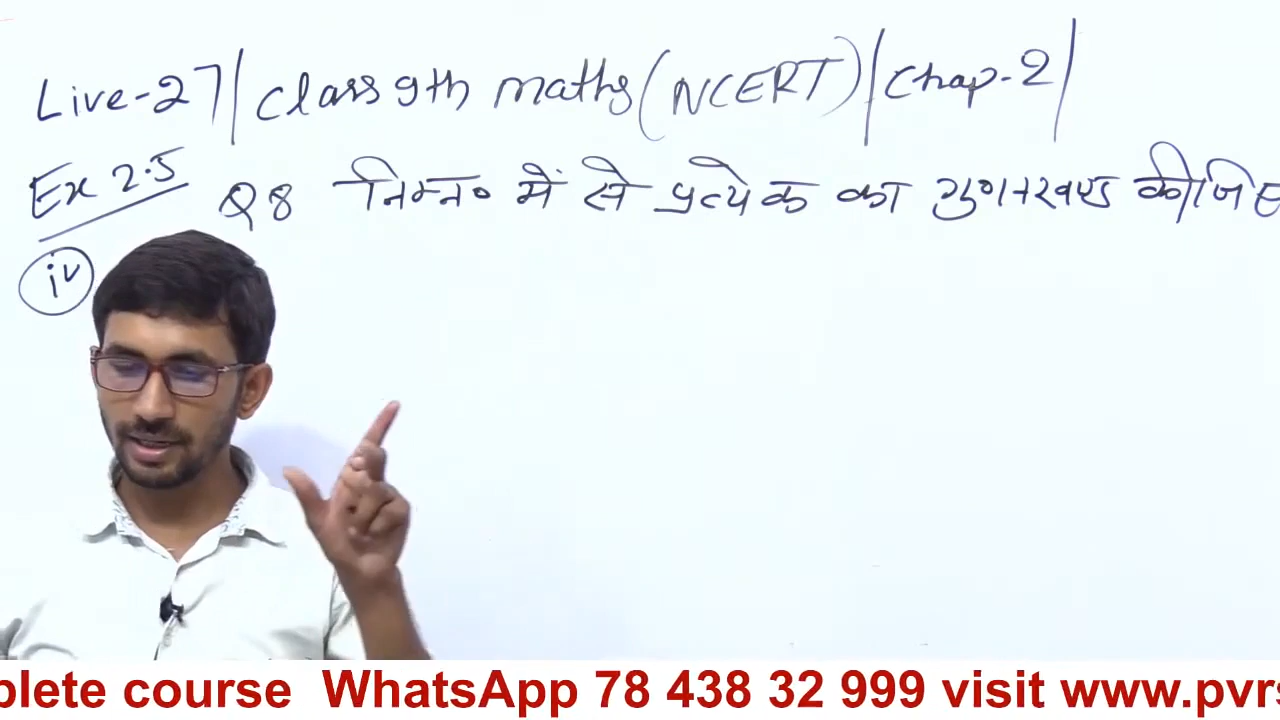 Live-27| Class 9th maths (NCERT) | Chap-2|
Ex 2.5 Q8 निम्न० में से प्रत्येक का गुणनखण्ड कीजिए
iv
plete course WhatsApp 78 438 32 999 visit www.pvrs